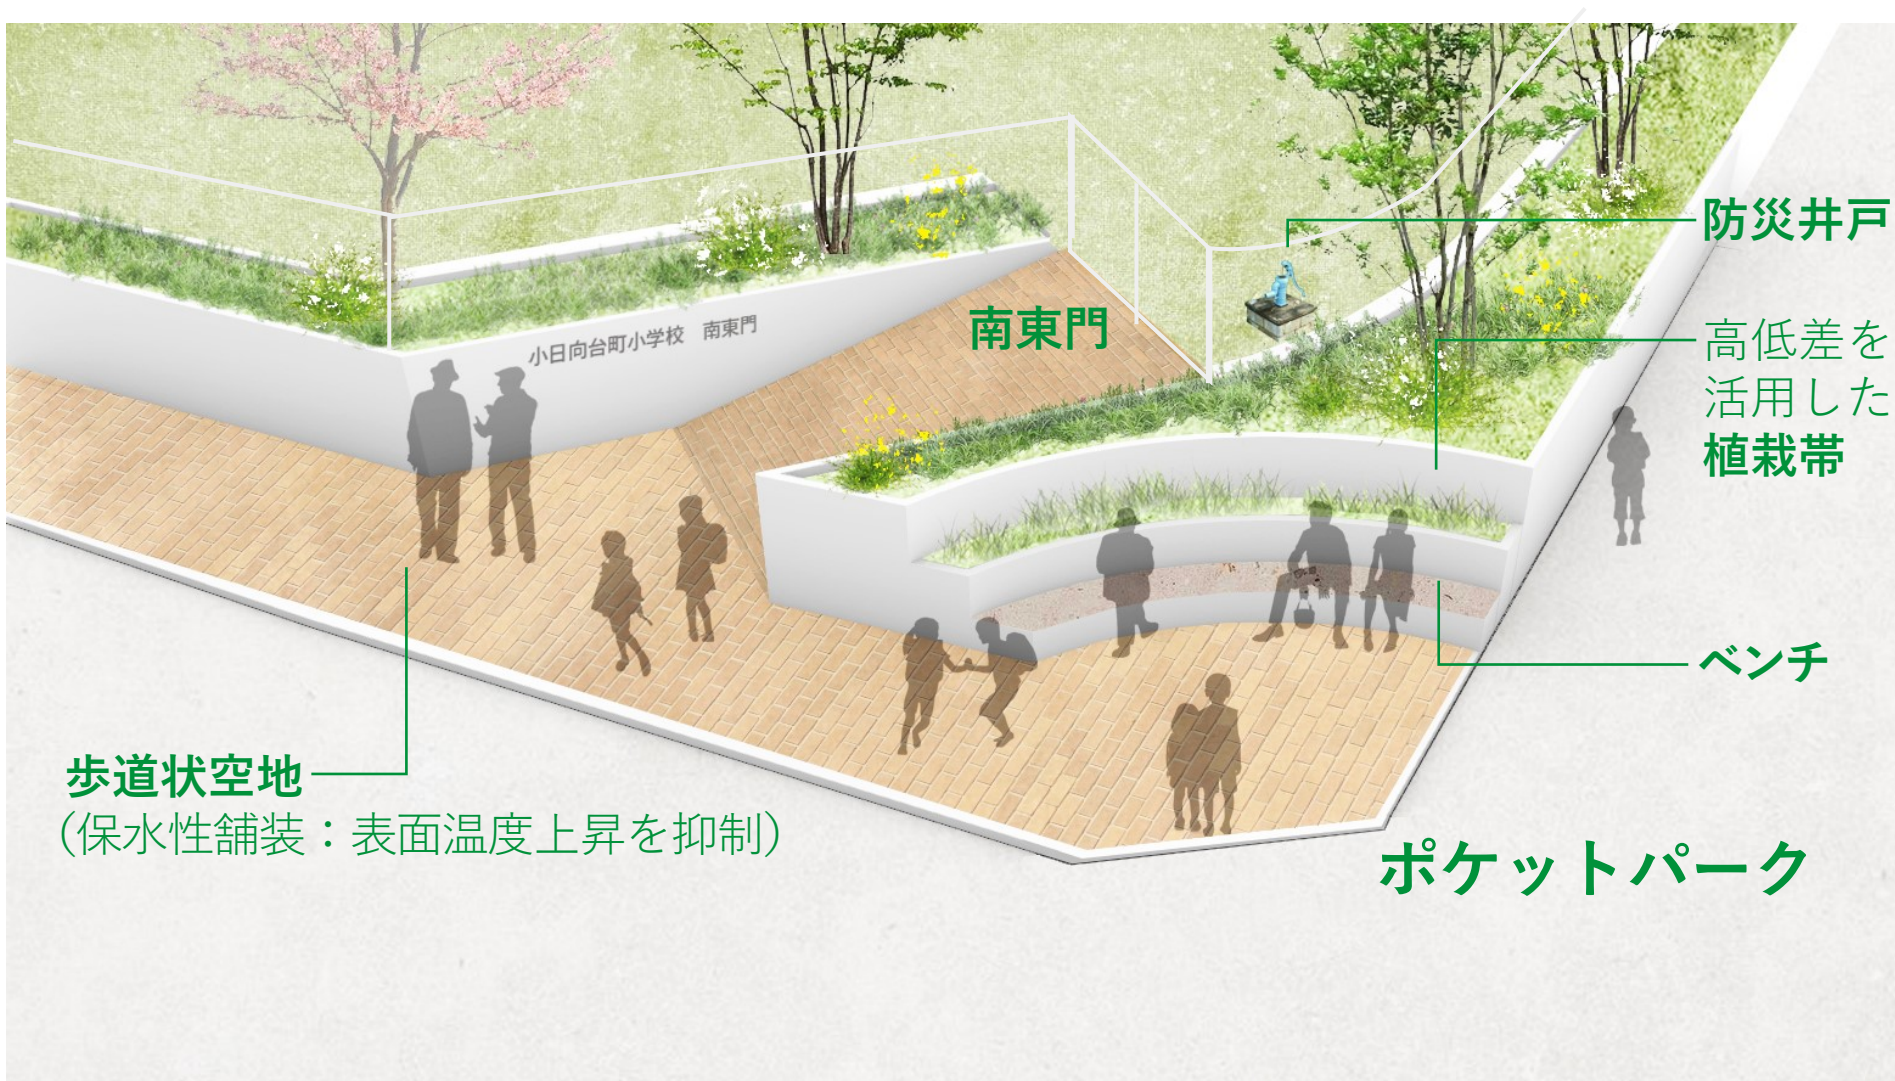 防災井戸
小日向台町小学校　南東門
南東門
高低差を
活用した
植栽帯
ベンチ
歩道状空地
（保水性舗装：表面温度上昇を抑制）
ポケットパーク